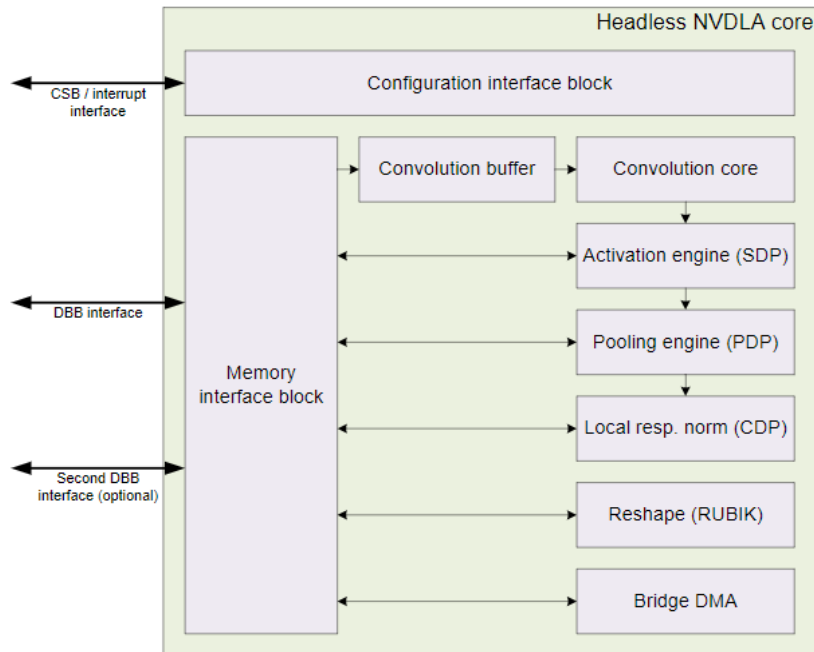 Headless NVDLA core
CSB / interrupt
interface
Configuration interface block
Convolution buffer
Convolution core
Activation engine (SDP)
DBB interface
Pooling engine (PDP)
Memory
interface block
Local resp. norm (CDP)
Second DBB
interface (optional)
Reshape (RUBIK)
Bridge DMA